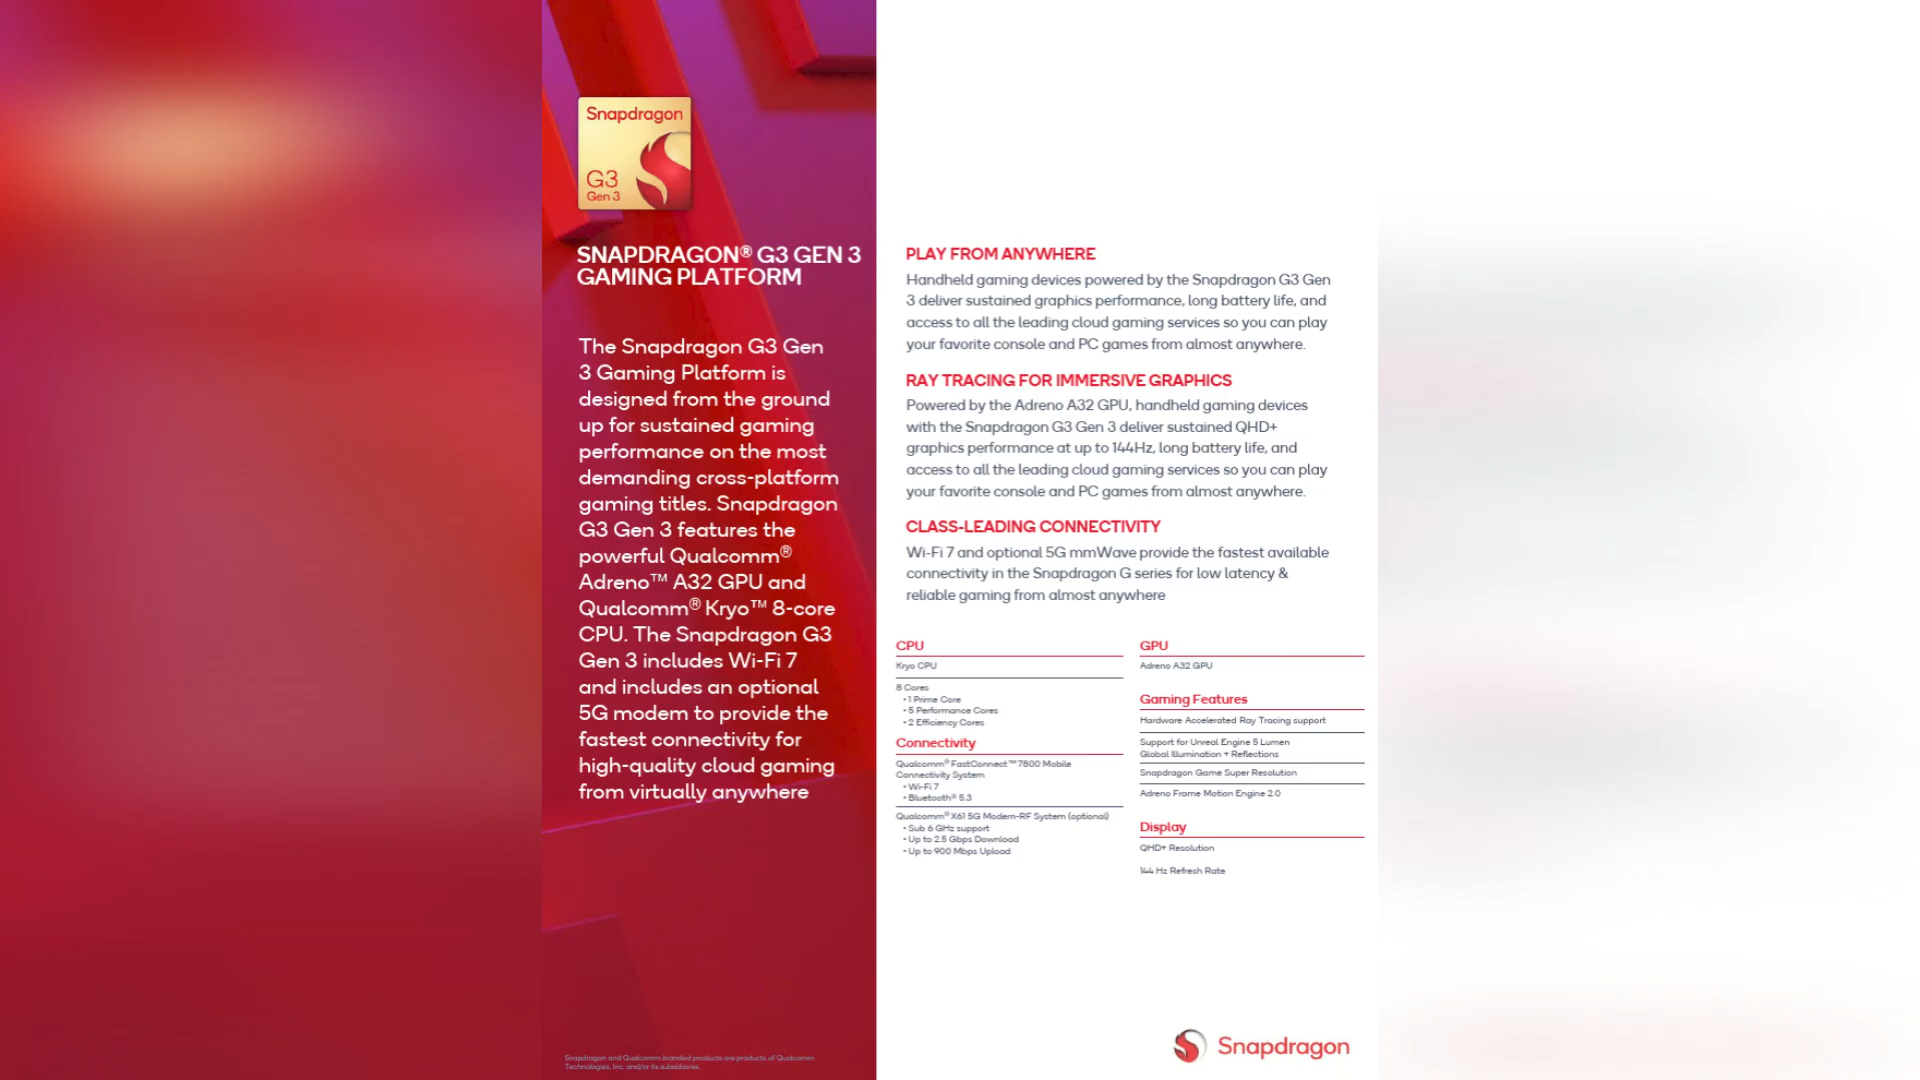 Snapdragon
G3
Gen 3
SNAPDRAGON® G3 GEN 3
GAMING PLATFORM
The Snapdragon G3 Gen
3 Gaming Platform is
designed from the ground
up for sustained gaming
performance on the most
demanding cross-platform
gaming titles. Snapdragon
G3 Gen 3 features the
powerful Qualcomm®
Adreno™ A32 GPU and
Qualcomm® Kryo™ 8-core
CPU. The Snapdragon G3
Gen 3 includes Wi-Fi 7
and includes an optional
5G modem to provide the
fastest connectivity for
high-quality cloud gaming
from virtually anywhere
Snapdragon and Qualcomm branded products are products of Qualcomm
Technologies, Inc. and/or its subsidiaries.
PLAY FROM ANYWHERE
Handheld gaming devices powered by the Snapdragon G3 Gen
3 deliver sustained graphics performance, long battery life, and
access to all the leading cloud gaming services so you can play
your favorite console and PC games from almost anywhere.
RAY TRACING FOR IMMERSIVE GRAPHICS
Powered by the Adreno A32 GPU, handheld gaming devices
with the Snapdragon G3 Gen 3 deliver sustained QHD+
graphics performance at up to 144Hz, long battery life, and
access to all the leading cloud gaming services so you can play
your favorite console and PC games from almost anywhere.
CLASS-LEADING CONNECTIVITY
Wi-Fi 7 and optional 5G mmWave provide the fastest available
connectivity in the Snapdragon G series for low latency &
reliable gaming from almost anywhere
CPU
Kryo CPU
8 Cores
• 1 Prime Core
• 5 Performance Cores
• 2 Efficiency Cores
Connectivity
Qualcomm® FastConnect™ 7800 Mobile
Connectivity System
• Wi-Fi 7
• Bluetooth® 5.3
Qualcomm® X61 5G Modem-RF System (optional)
• Sub 6 GHz support
• Up to 2.5 Gbps Download
• Up to 900 Mbps Upload
GPU
Adreno A32 GPU
Gaming Features
Hardware Accelerated Ray Tracing support
Support for Unreal Engine 5 Lumen
Global Illumination + Reflections
Snapdragon Game Super Resolution
Adreno Frame Motion Engine 2.0
Display
QHD+ Resolution
144 Hz Refresh Rate
Snapdragon